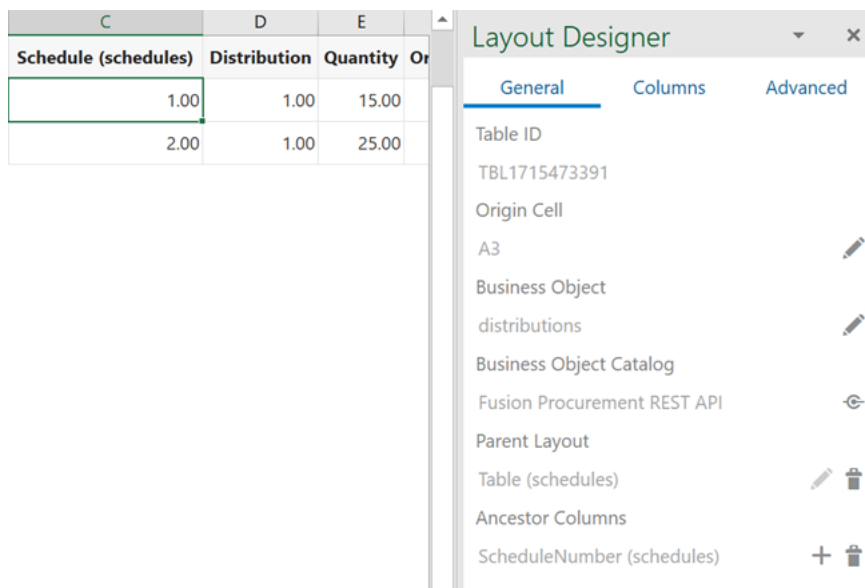 C D E
Schedule (schedules) Distribution Quantity Or
1.00 1.00 15.00
2.00 1.00 25.00
Layout Designer
General Columns Advanced
Table ID
TBL1715473391
Origin Cell
A3
Business Object
distributions
Business Object Catalog
Fusion Procurement REST API
Parent Layout
Table (schedules)
Ancestor Columns
ScheduleNumber (schedules)